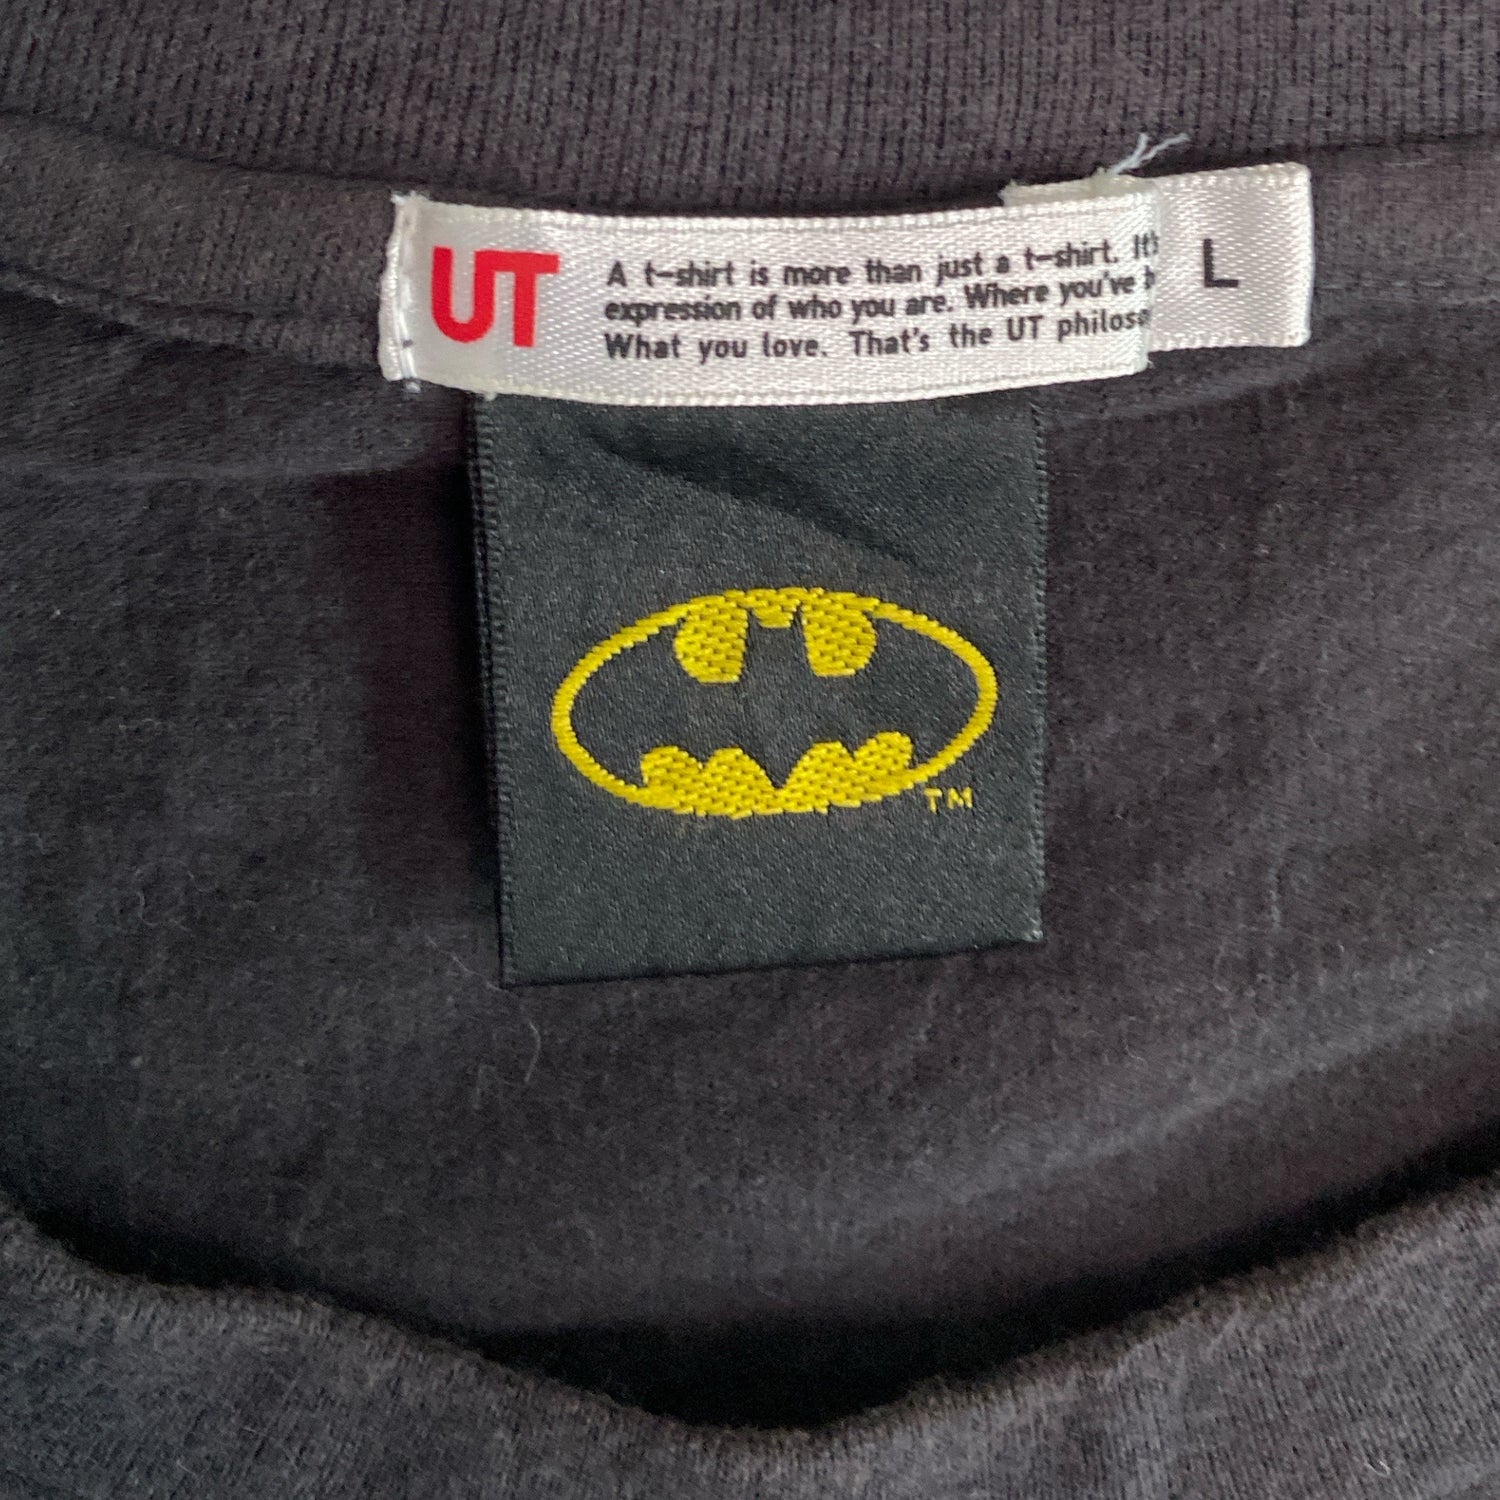 UT
A t-shirt is more than just a t-shirt. It's
expression of who you are. Where you've
What you love. That's the UT
L
TM